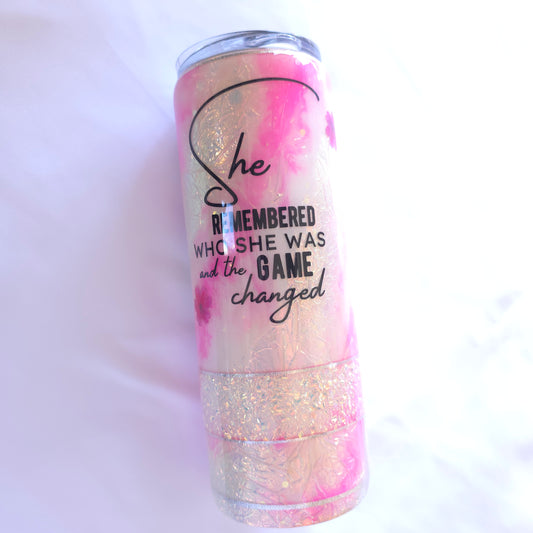 She
REMEMBERED
WHO SHE WAS
and the GAME
changed